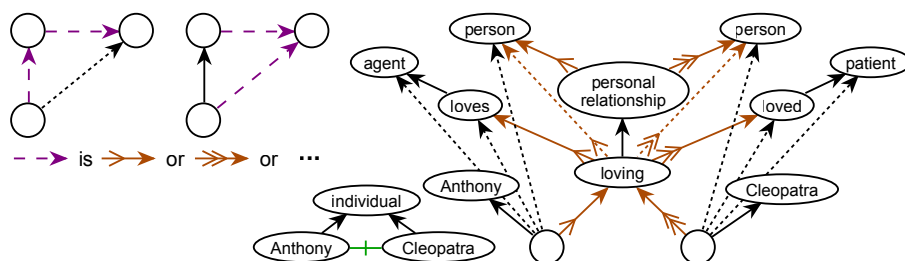 person
person
agent
patient
personal
relationship
loves
loved
is
or
or
...
Anthony
loving
Cleopatra
individual
Anthony
Cleopatra